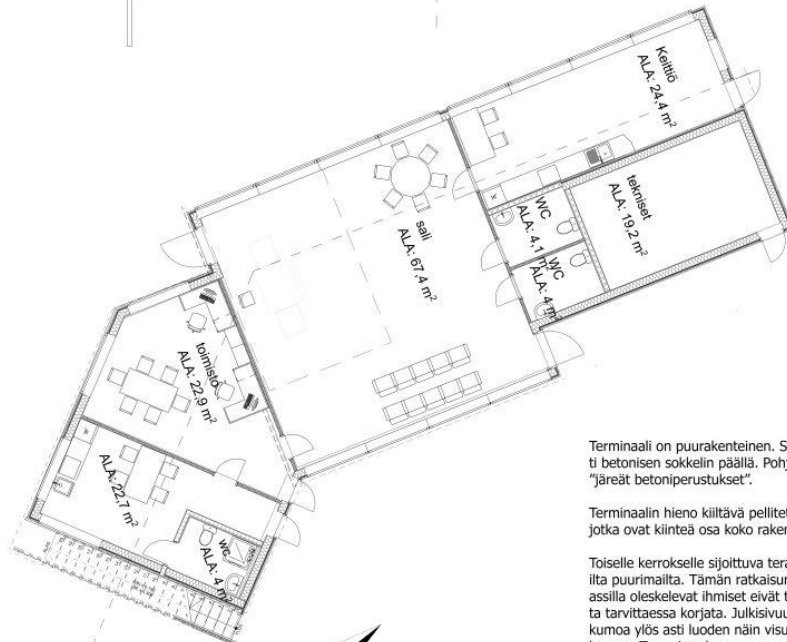 Keittiö
ALA: 24,4 m²
tekniset
ALA: 19,2 m²
WC
ALA: 4,1 m²
WC
ALA: 4 m²
sali
ALA: 67,4 m²
toimisto
ALA: 22,9 m²
ALA: 22,7 m²
WC
ALA: 4 m²
Terminaali on puurakenteinen. S
ti betonisen sokkelin päällä. Pohj
"järeät betoniperustukset".
Terminaalin hieno kiiltävä pellitet
jotka ovat kiinteä osa koko raken
Toiselle kerrokselle sijoittuva tera
ilta puurimailta. Tämän ratkaisun
assilla oleskelevat ihmiset eivät t
ta tarvittaessa korjata. Julkisivuu
kumoa ylös asti luoden näin visu